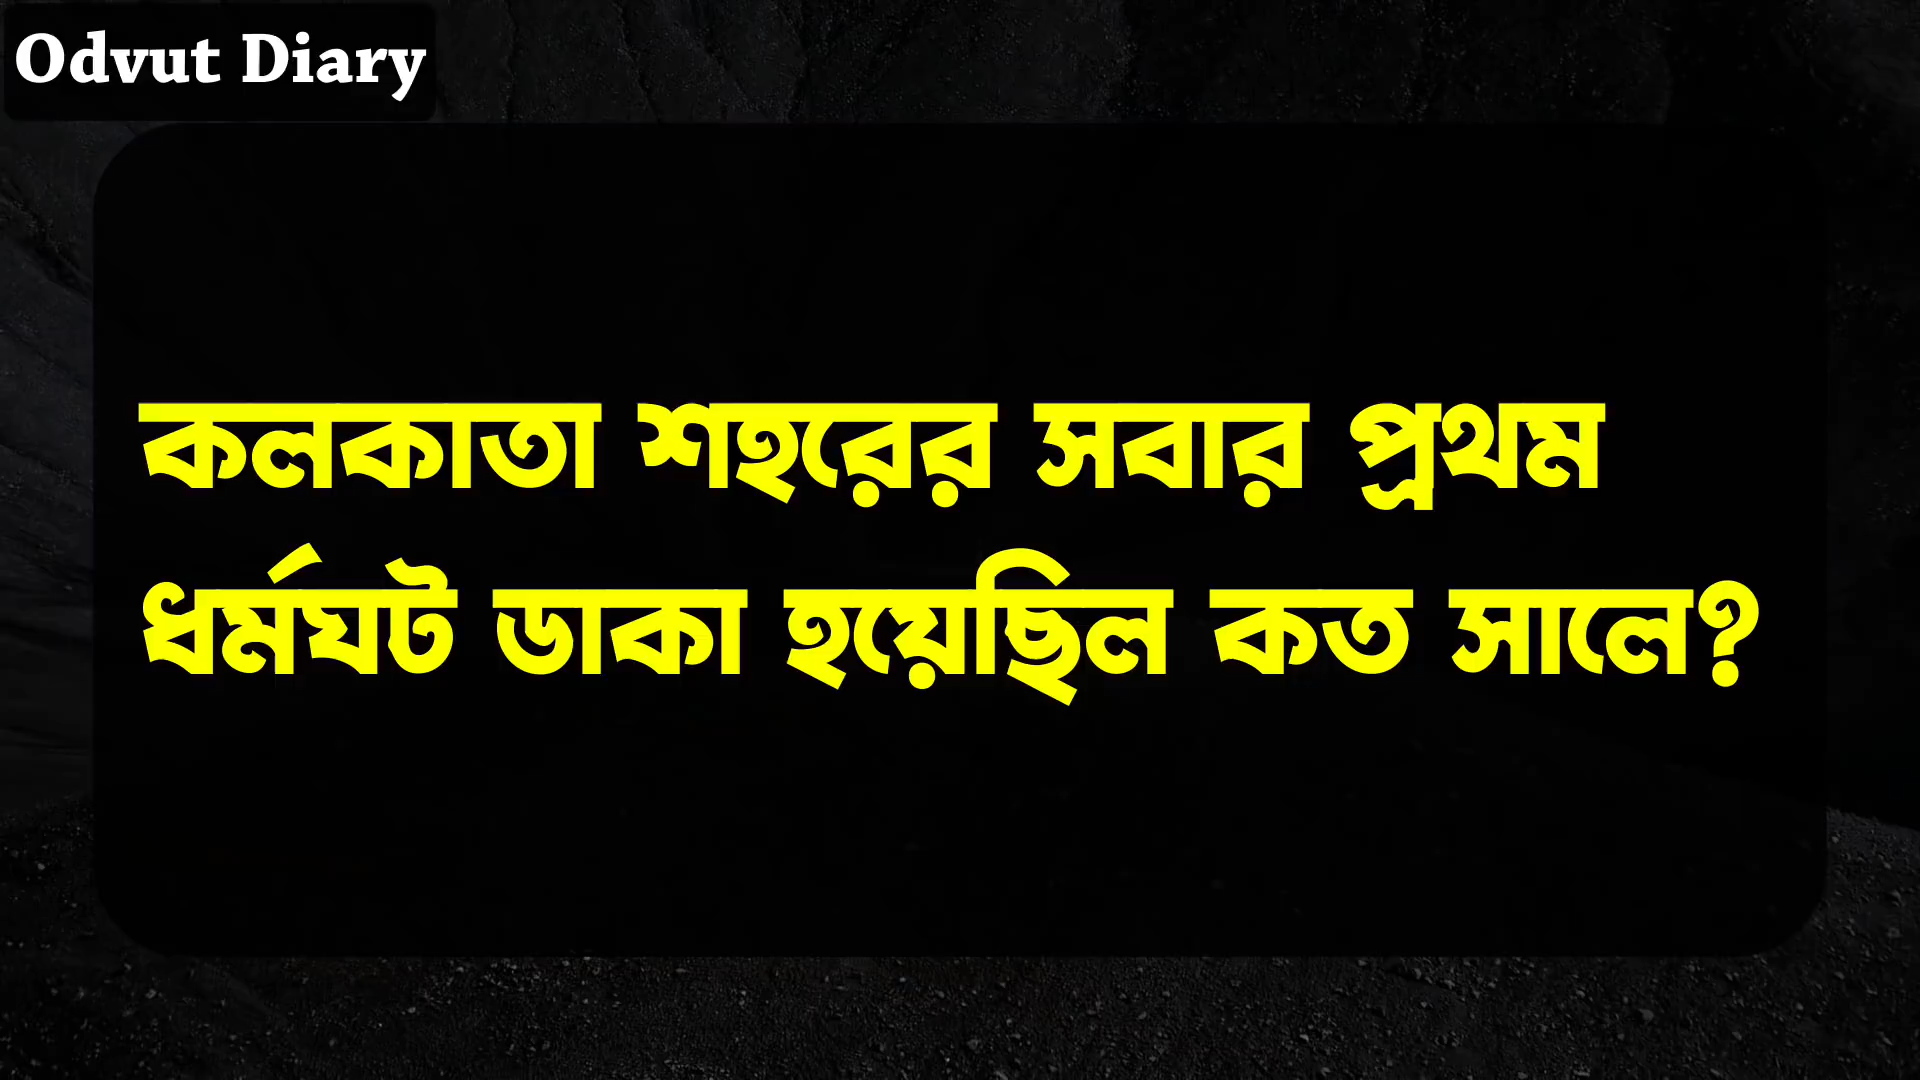 Odvut Diary
কলকাতা শহরের সবার প্রথম
ধর্মঘট ডাকা হয়েছিল কত সালে?